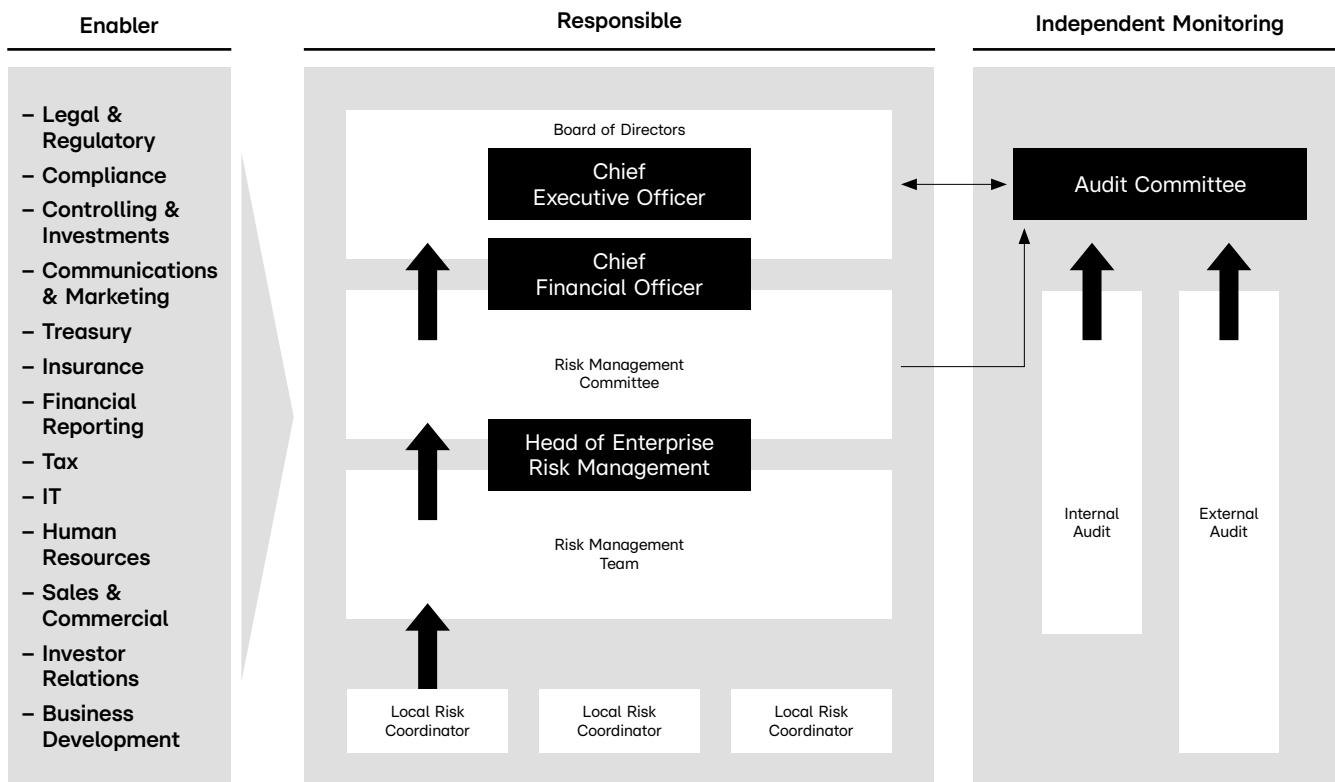 Enabler
– Legal &
Regulatory
– Compliance
– Controlling &
Investments
– Communications
& Marketing
– Treasury
– Insurance
– Financial
Reporting
– Tax
– IT
– Human
Resources
– Sales &
Commercial
– Investor
Relations
– Business
Development
Responsible
Board of Directors
Chief
Executive Officer
Chief
Financial Officer
Risk Management
Committee
Head of Enterprise
Risk Management
Risk Management
Team
Local Risk
Coordinator
Local Risk
Coordinator
Local Risk
Coordinator
Independent Monitoring
Audit Committee
Internal
Audit
External
Audit